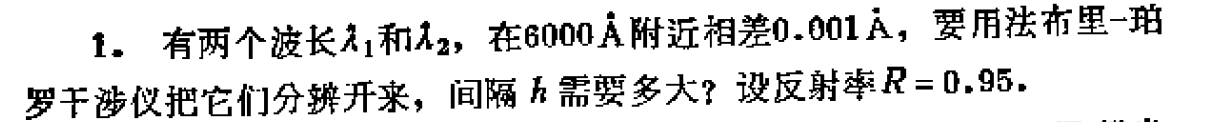 1. 有两个波长λ₁和λ₂，在6000Å附近相差0.001Å，要用法布里-珀
罗干涉仪把它们分辨开来，间隔 h 需要多大？设反射率R=0.95.